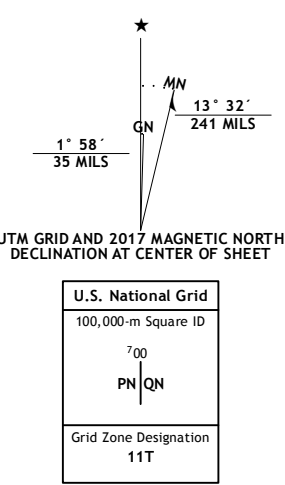 ★
MN
GN
13° 32´
241 MILS
1° 58´
35 MILS
UTM GRID AND 2017 MAGNETIC NORTH
DECLINATION AT CENTER OF SHEET
U.S. National Grid
100,000-m Square ID
⁷00
PN QN
Grid Zone Designation
11T